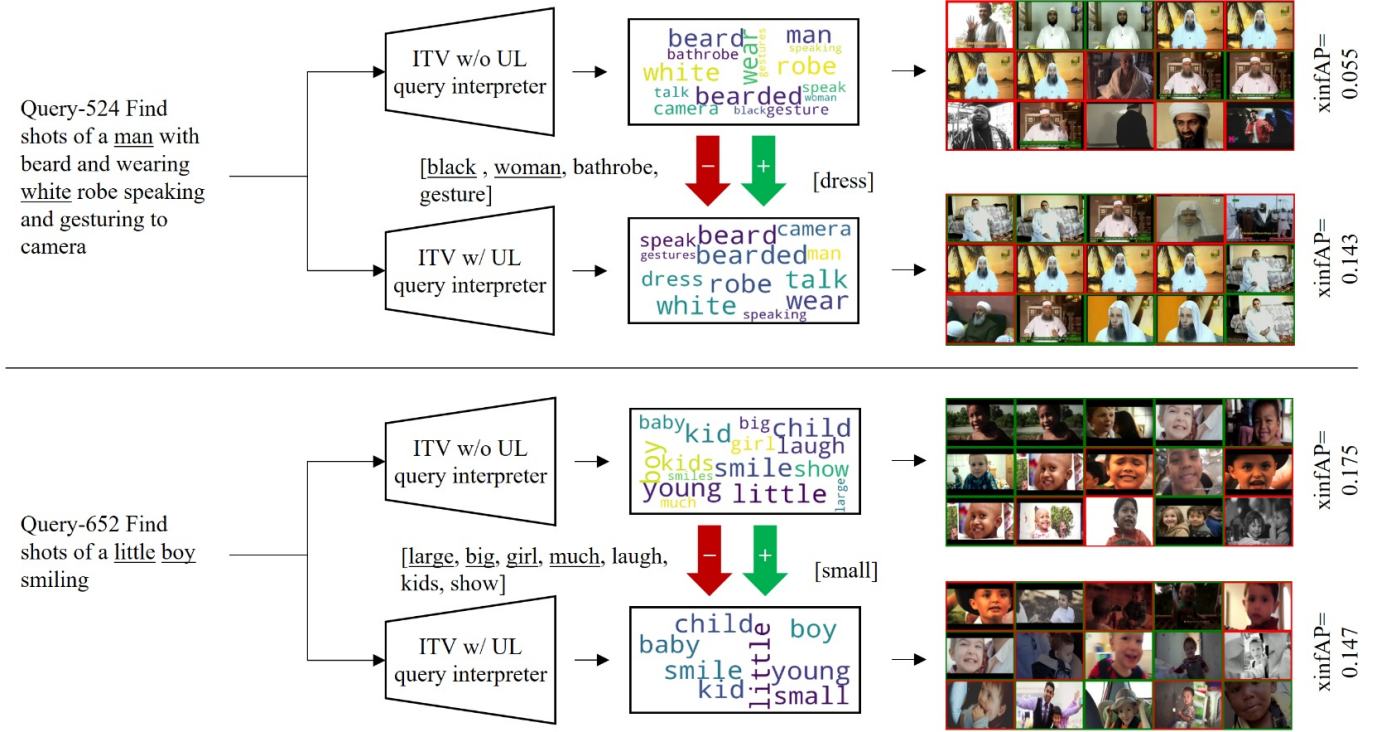 Query-524 Find
shots of a man with
beard and wearing
white robe speaking
and gesturing to
camera
ITV w/o UL
query interpreter
beard
man
wear
gestures
speaking
bathrobe
white
robe
talk
speak
bearded
woman
camera
black
gesture
xinfAP=
0.055
[black , woman, bathrobe,
gesture]
−
+
[dress]
ITV w/ UL
query interpreter
speak
beard
camera
gestures
bearded
man
dress
robe
talk
white
wear
speaking
xinfAP=
0.143
Query-652 Find
shots of a little boy
smiling
ITV w/o UL
query interpreter
baby
kid
big
child
girl
laugh
boy
kids
smile
show
smiles
young
little
large
much
xinfAP=
0.175
[large, big, girl, much, laugh,
kids, show]
−
+
[small]
ITV w/ UL
query interpreter
child
boy
baby
little
smile
young
kid
small
xinfAP=
0.147